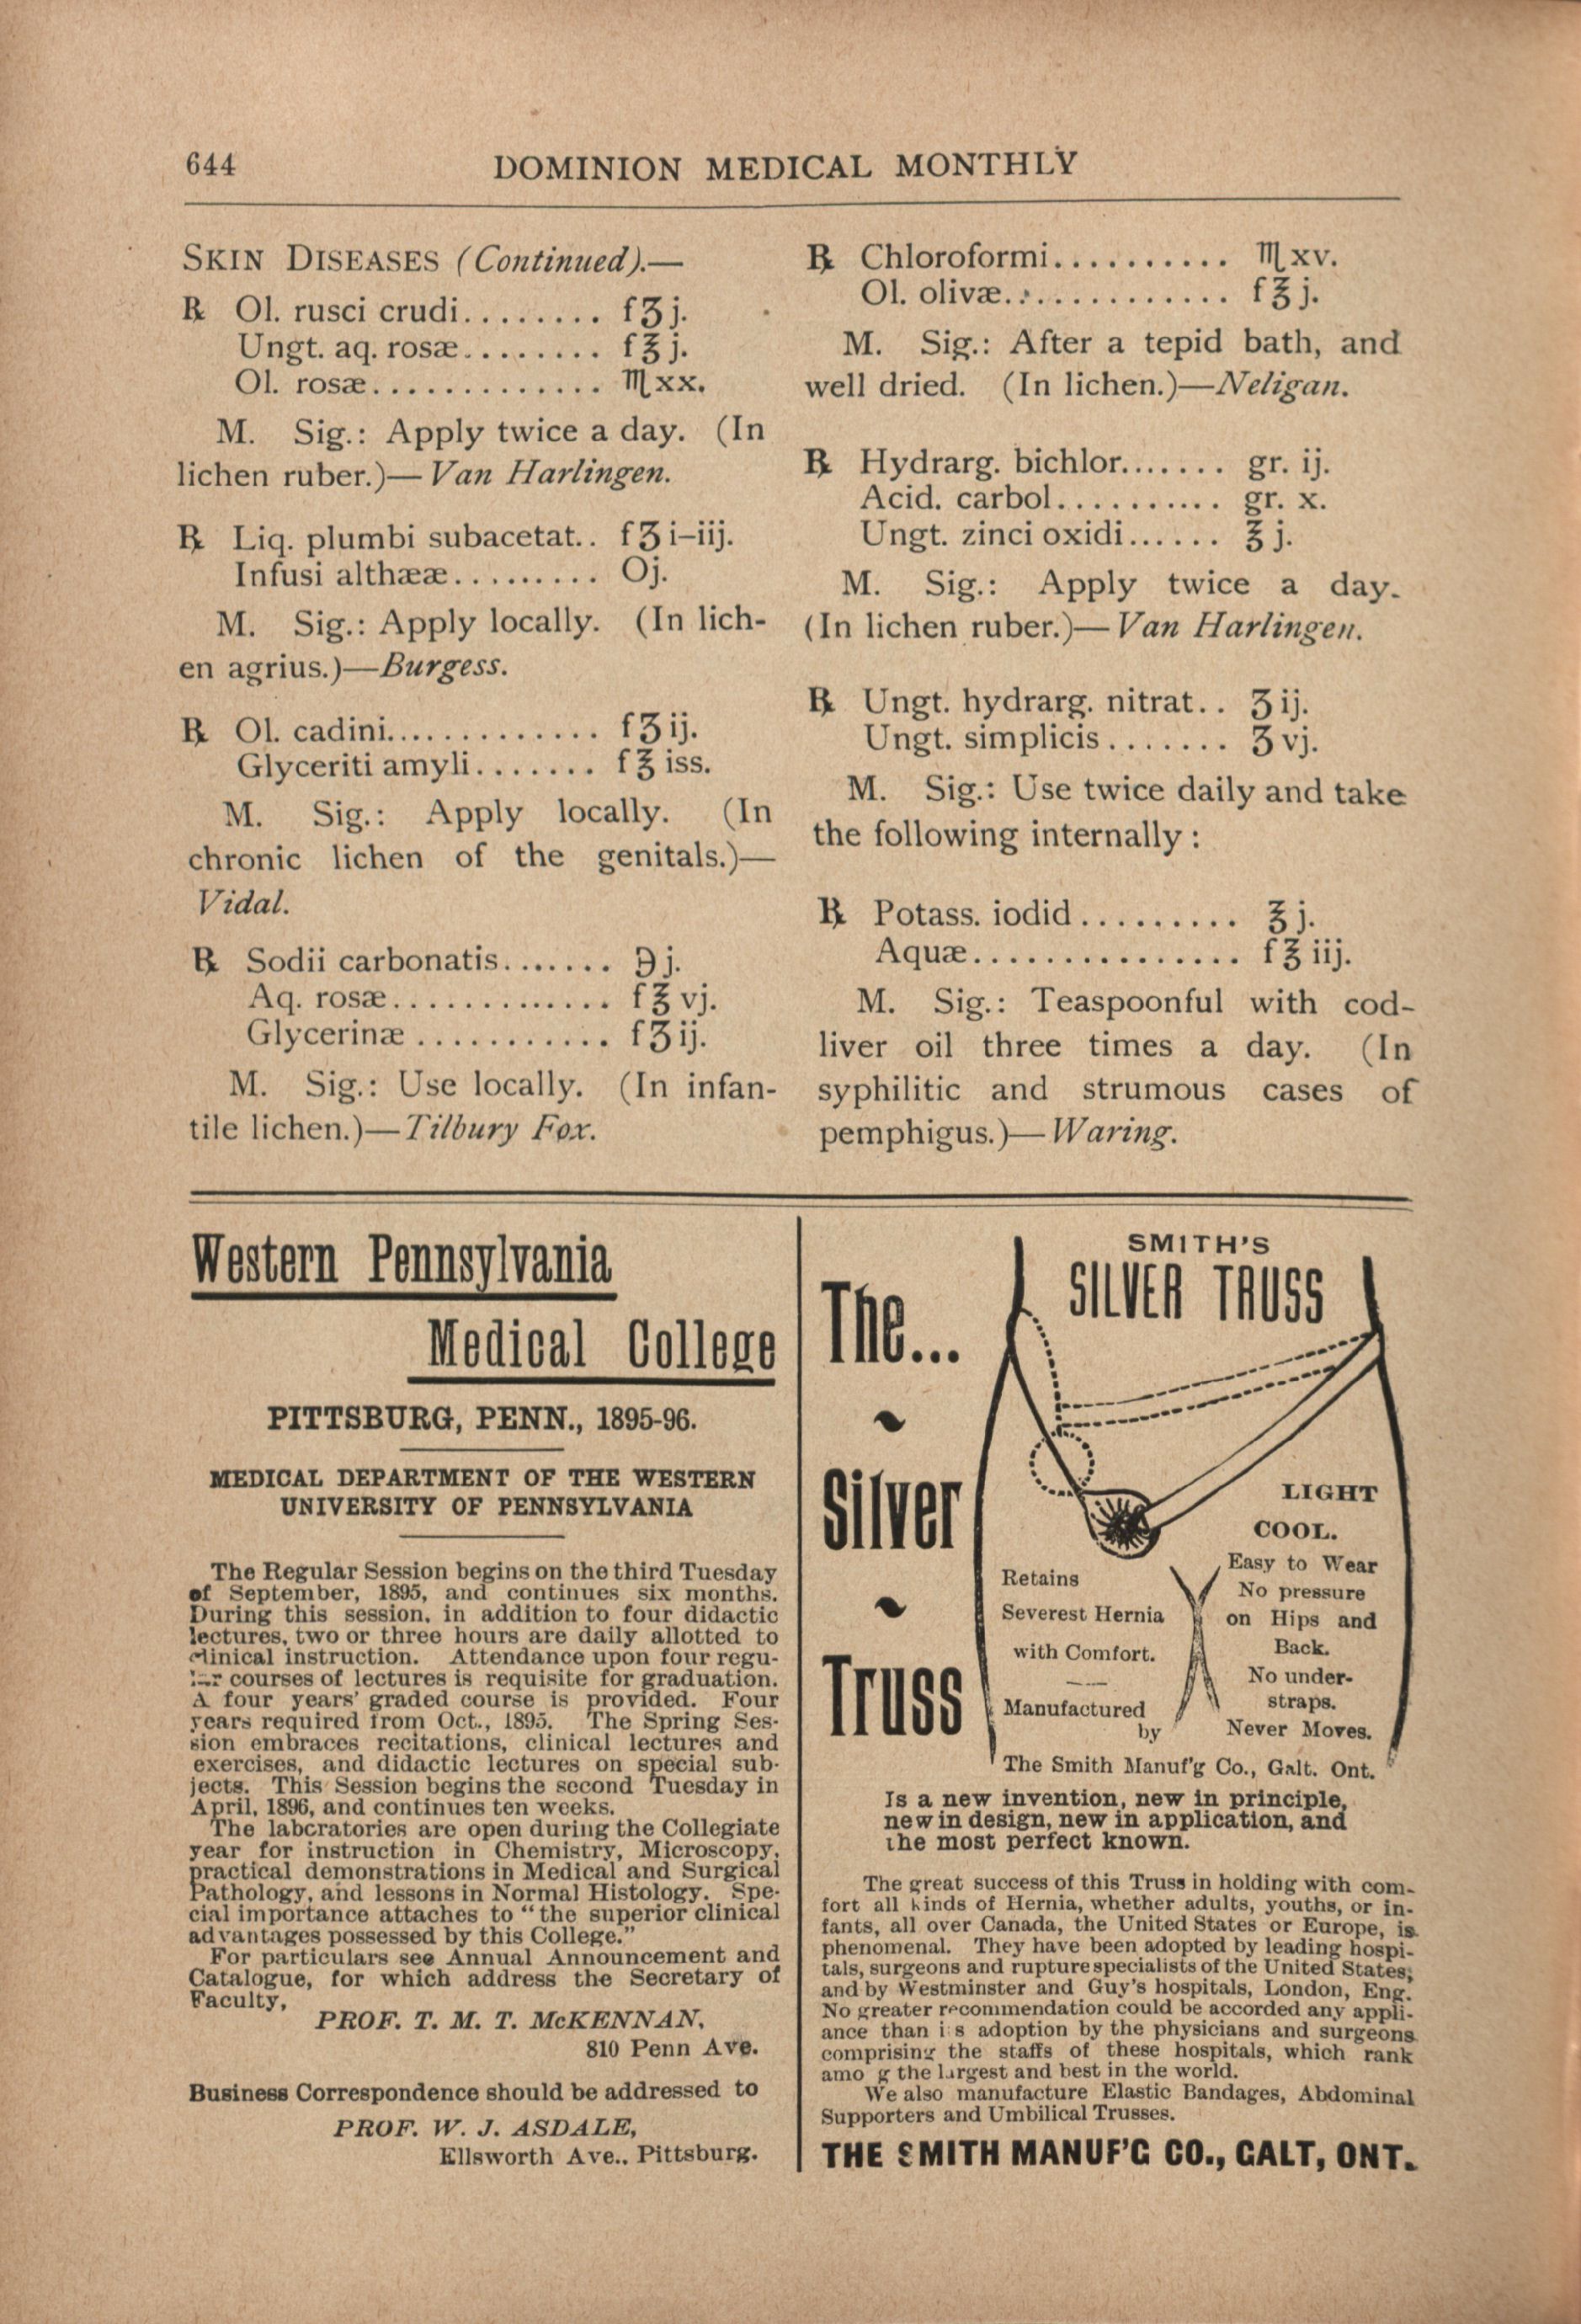 644 DOMINION MEDICAL MONTHLY
SKIN DISEASES (Continued).—
℞ Ol. rusci crudi........ fʒj.
Ungt. aq. rosæ........ f℥j.
Ol. rosæ............. ♏xx.
M. Sig.: Apply twice a day. (In
lichen ruber.)—Van Harlingen.
℞ Liq. plumbi subacetat.. fʒi–iij.
Infusi althææ......... Oj.
M. Sig.: Apply locally. (In lich-
en agrius.)—Burgess.
℞ Ol. cadini............. fʒij.
Glyceriti amyli....... f℥iss.
M. Sig.: Apply locally. (In
chronic lichen of the genitals.)—
Vidal.
℞ Sodii carbonatis....... ℈j.
Aq. rosæ............. f℥vj.
Glycerinæ ........... fʒij.
M. Sig.: Use locally. (In infan-
tile lichen.)—Tilbury Fox.
℞ Chloroformi.......... ♏xv.
Ol. olivæ............. f℥j.
M. Sig.: After a tepid bath, and
well dried. (In lichen.)—Neligan.
℞ Hydrarg. bichlor....... gr. ij.
Acid. carbol.......... gr. x.
Ungt. zinci oxidi...... ℥j.
M. Sig.: Apply twice a day.
(In lichen ruber.)—Van Harlingen.
℞ Ungt. hydrarg. nitrat.. ʒij.
Ungt. simplicis....... ʒvj.
M. Sig.: Use twice daily and take
the following internally:
℞ Potass. iodid......... ℥j.
Aquæ............... f℥iij.
M. Sig.: Teaspoonful with cod-
liver oil three times a day. (In
syphilitic and strumous cases of
pemphigus.)—Waring.
Western Pennsylvania
Medical College
PITTSBURG, PENN., 1895-96.
MEDICAL DEPARTMENT OF THE WESTERN
UNIVERSITY OF PENNSYLVANIA
The Regular Session begins on the third Tuesday
of September, 1895, and continues six months.
During this session, in addition to four didactic
lectures, two or three hours are daily allotted to
clinical instruction. Attendance upon four regu-
lar courses of lectures is requisite for graduation.
A four years' graded course is provided. Four
years required from Oct., 1895. The Spring Ses-
sion embraces recitations, clinical lectures and
exercises, and didactic lectures on special sub-
jects. This Session begins the second Tuesday in
April, 1896, and continues ten weeks.
The laboratories are open during the Collegiate
year for instruction in Chemistry, Microscopy,
practical demonstrations in Medical and Surgical
Pathology, and lessons in Normal Histology. Spe-
cial importance attaches to "the superior clinical
advantages possessed by this College."
For particulars see Annual Announcement and
Catalogue, for which address the Secretary of
Faculty,
PROF. T. M. T. McKENNAN,
810 Penn Ave.
Business Correspondence should be addressed to
PROF. W. J. ASDALE,
Ellsworth Ave., Pittsburg.
The...
Silver
Truss
SMITH'S
SILVER TRUSS
LIGHT
COOL.
Easy to Wear
No pressure
on Hips and
Back.
No under-
straps.
Never Moves.
Retains
Severest Hernia
with Comfort.
Manufactured
by
The Smith Manuf'g Co., Galt. Ont.
Is a new invention, new in principle,
new in design, new in application, and
the most perfect known.
The great success of this Truss in holding with com-
fort all kinds of Hernia, whether adults, youths, or in-
fants, all over Canada, the United States or Europe, is
phenomenal. They have been adopted by leading hospi-
tals, surgeons and rupture specialists of the United States;
and by Westminster and Guy's hospitals, London, Eng.
No greater recommendation could be accorded any appli-
ance than its adoption by the physicians and surgeons
comprising the staffs of these hospitals, which rank
among the largest and best in the world.
We also manufacture Elastic Bandages, Abdominal
Supporters and Umbilical Trusses.
THE SMITH MANUF'G CO., GALT, ONT.